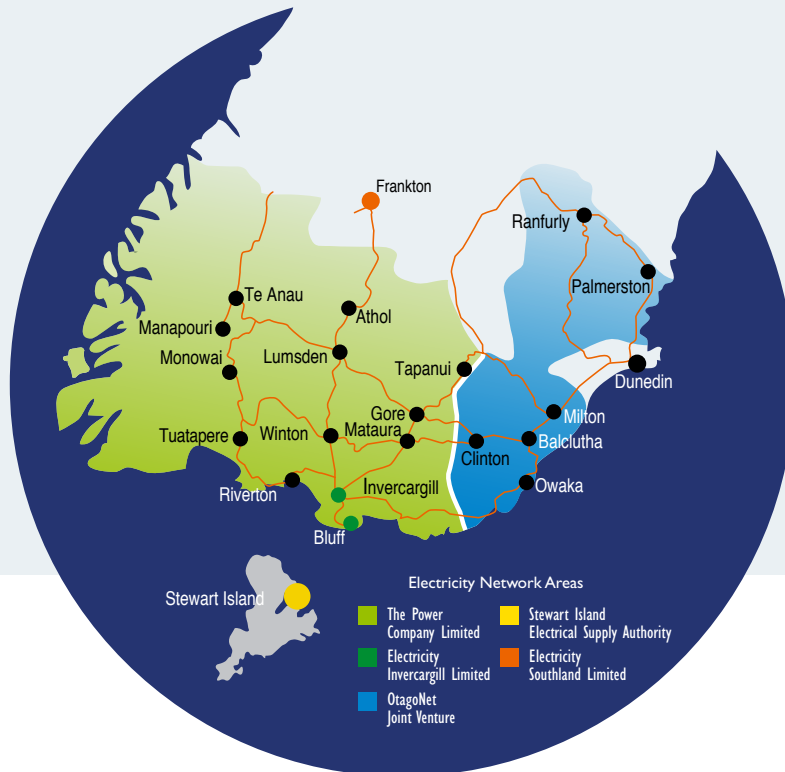 Frankton
Ranfurly
Palmerston
Te Anau
Athol
Manapouri
Monowai
Lumsden
Tapanui
Dunedin
Gore
Milton
Tuatapere
Winton
Mataura
Balclutha
Clinton
Riverton
Invercargill
Owaka
Bluff
Stewart Island
Electricity Network Areas
The Power
Company Limited
Stewart Island
Electrical Supply Authority
Electricity
Invercargill Limited
Electricity
Southland Limited
OtagoNet
Joint Venture